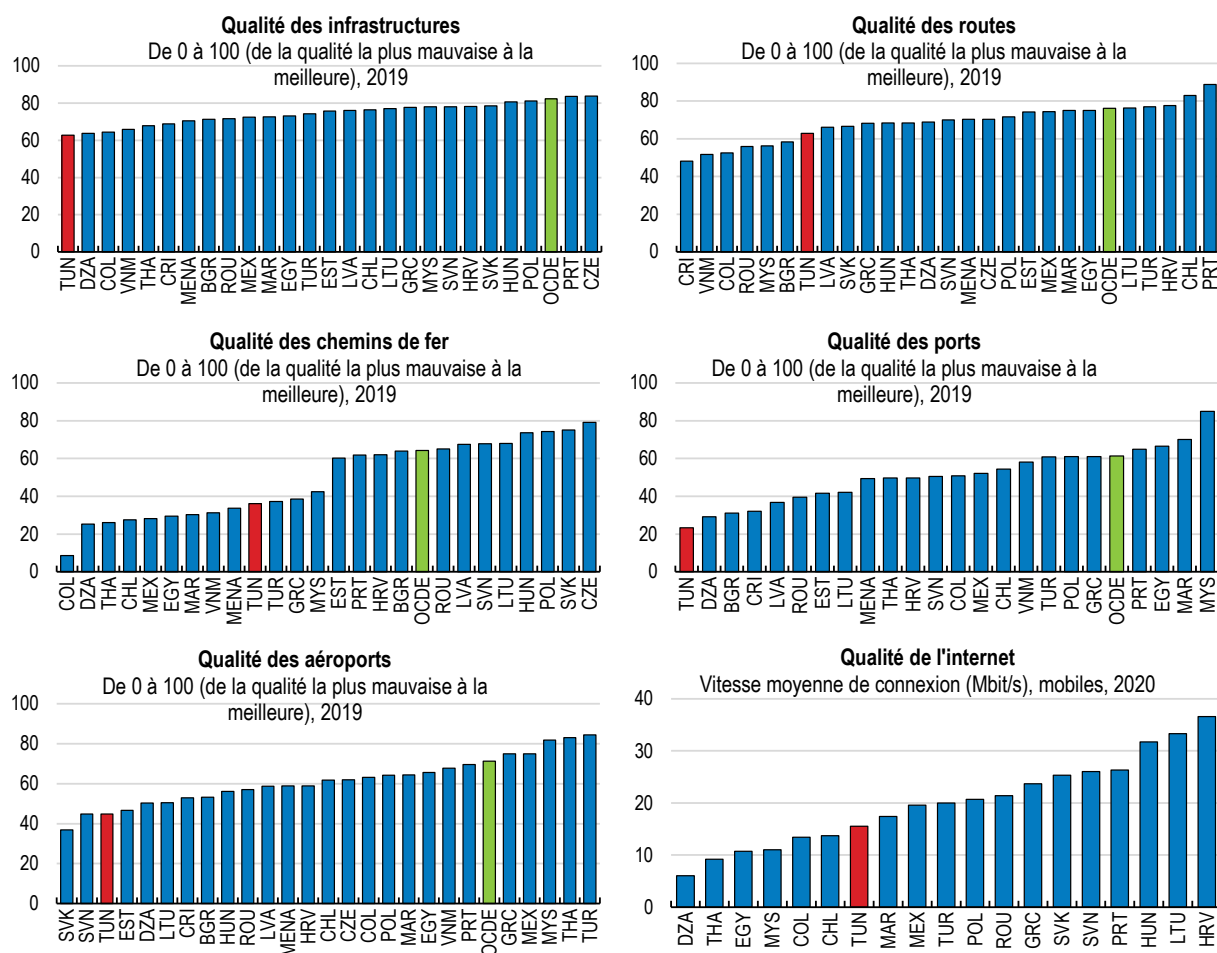 Qualité des infrastructures
De 0 à 100 (de la qualité la plus mauvaise à la
meilleure), 2019
100
80
60
40
20
0
TUN DZA COL VNM THA CRI MENA BGR ROU MEX MAR EGY TUR EST LVA CHL LTU GRC MYS SVN HRV SVK HUN POL OCDE PRT CZE
Qualité des routes
De 0 à 100 (de la qualité la plus mauvaise à la
meilleure), 2019
100
80
60
40
20
0
CRI VNM COL ROU MYS BGR TUN LVA SVK GRC HUN THA DZA SVN MENA CZE POL EST MEX MAR EGY OCDE LTU TUR HRV CHL PRT
Qualité des chemins de fer
De 0 à 100 (de la qualité la plus mauvaise à la
meilleure), 2019
100
80
60
40
20
0
COL DZA THA CHL MEX EGY MAR VNM MENA TUN TUR GRC MYS EST PRT HRV BGR OCDE ROU LVA SVN LTU HUN POL SVK CZE
Qualité des ports
De 0 à 100 (de la qualité la plus mauvaise à la
meilleure), 2019
100
80
60
40
20
0
TUN DZA BGR CRI LVA ROU EST LTU MENA THA HRV SVN COL MEX CHL VNM TUR POL GRC OCDE PRT EGY MAR MYS
Qualité des aéroports
De 0 à 100 (de la qualité la plus mauvaise à la
meilleure), 2019
100
80
60
40
20
0
SVK SVN TUN EST DZA LTU CRI BGR HUN ROU LVA MENA HRV CHL CZE COL POL MAR EGY VNM PRT OCDE GRC MEX MYS THA TUR
Qualité de l'internet
Vitesse moyenne de connexion (Mbit/s), mobiles, 2020
40
30
20
10
0
DZA THA EGY MYS COL CHL TUN MAR MEX TUR POL ROU GRC SVK SVN PRT HUN LTU HRV